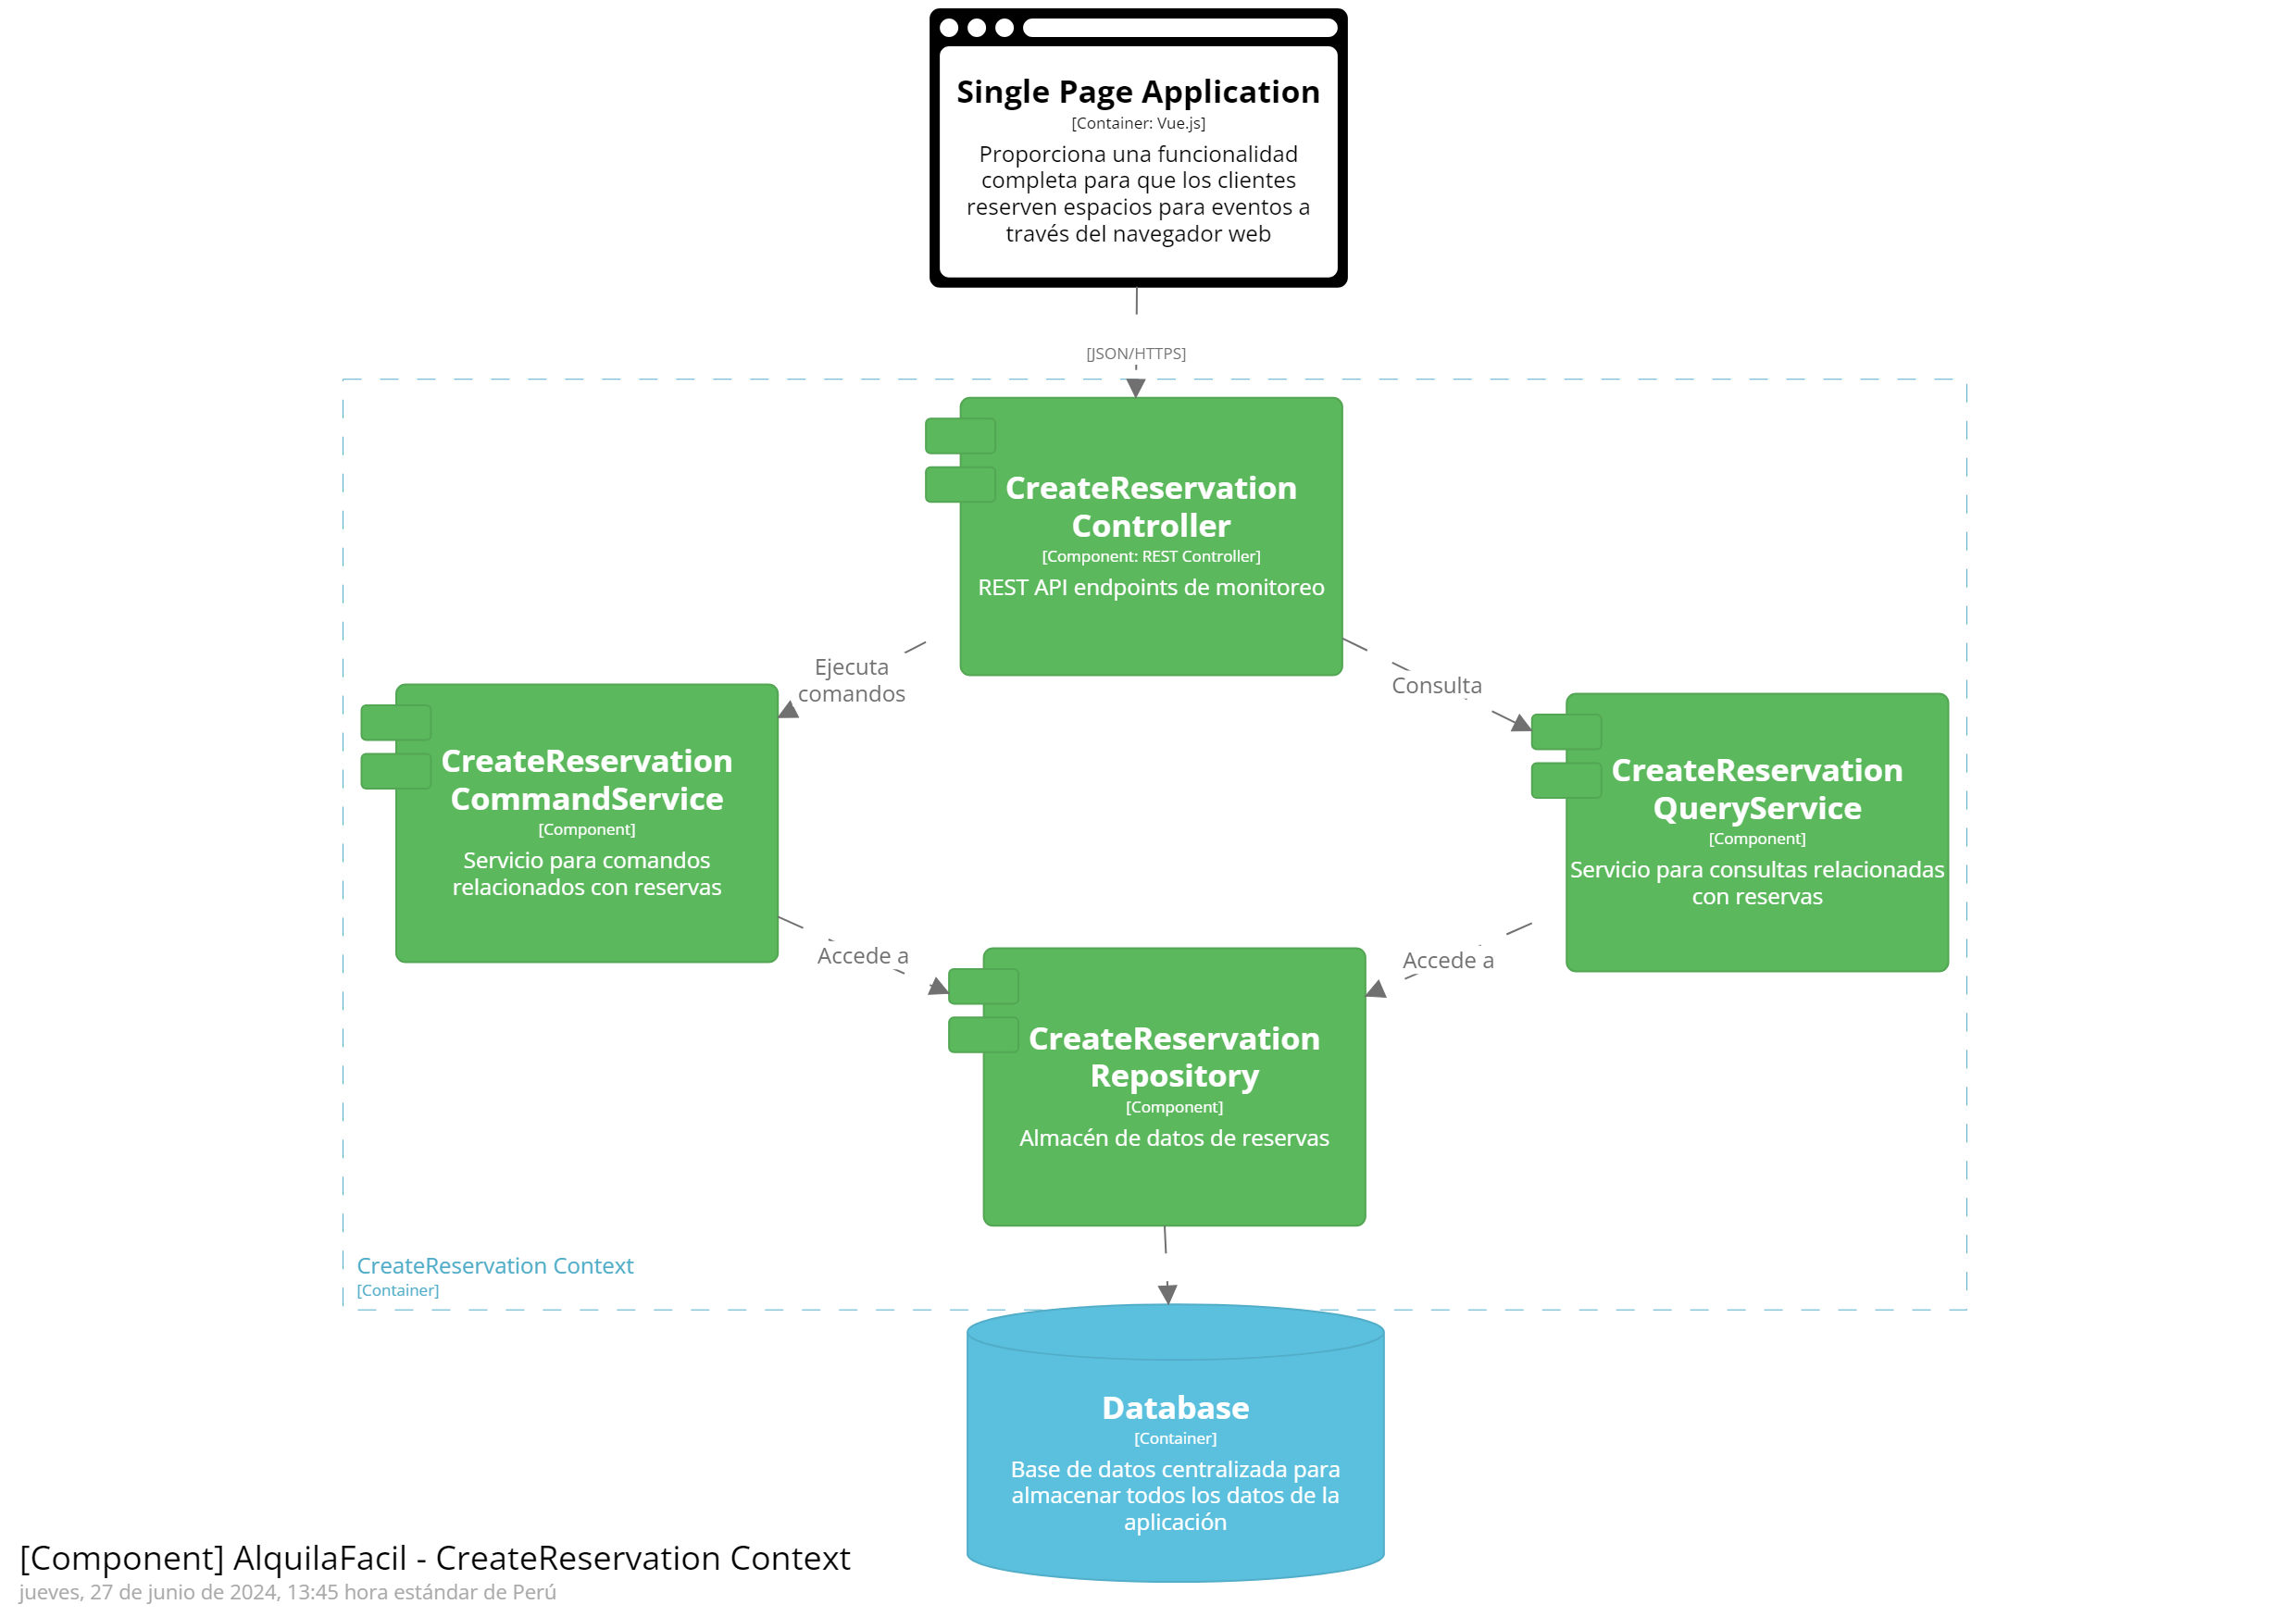 Single Page Application
[Container: Vue.js]
Proporciona una funcionalidad
completa para que los clientes
reserven espacios para eventos a
través del navegador web
[JSON/HTTPS]
CreateReservation
Controller
[Component: REST Controller]
REST API endpoints de monitoreo
Ejecuta
comandos
Consulta
CreateReservation
CommandService
[Component]
Servicio para comandos
relacionados con reservas
CreateReservation
QueryService
[Component]
Servicio para consultas relacionadas
con reservas
Accede a
Accede a
CreateReservation
Repository
[Component]
Almacén de datos de reservas
CreateReservation Context
[Container]
Database
[Container]
Base de datos centralizada para
almacenar todos los datos de la
aplicación
[Component] AlquilaFacil - CreateReservation Context
jueves, 27 de junio de 2024, 13:45 hora estándar de Perú